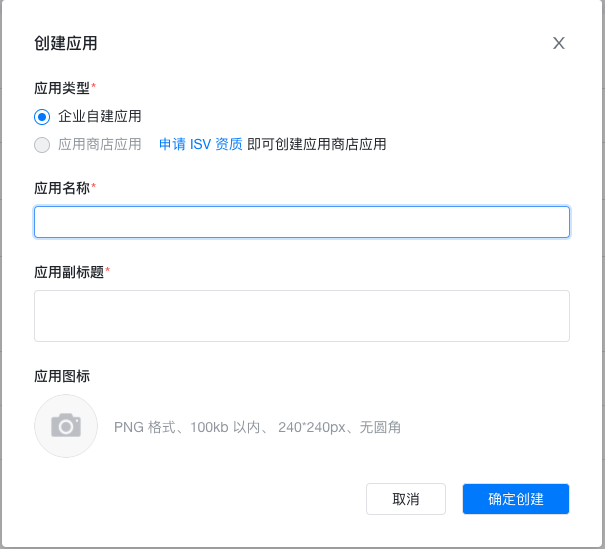 创建应用
应用类型*
企业自建应用
应用商店应用 申请 ISV 资质 即可创建应用商店应用
应用名称*
应用副标题*
应用图标
PNG 格式、100kb 以内、 240*240px、无圆角
取消 确定创建